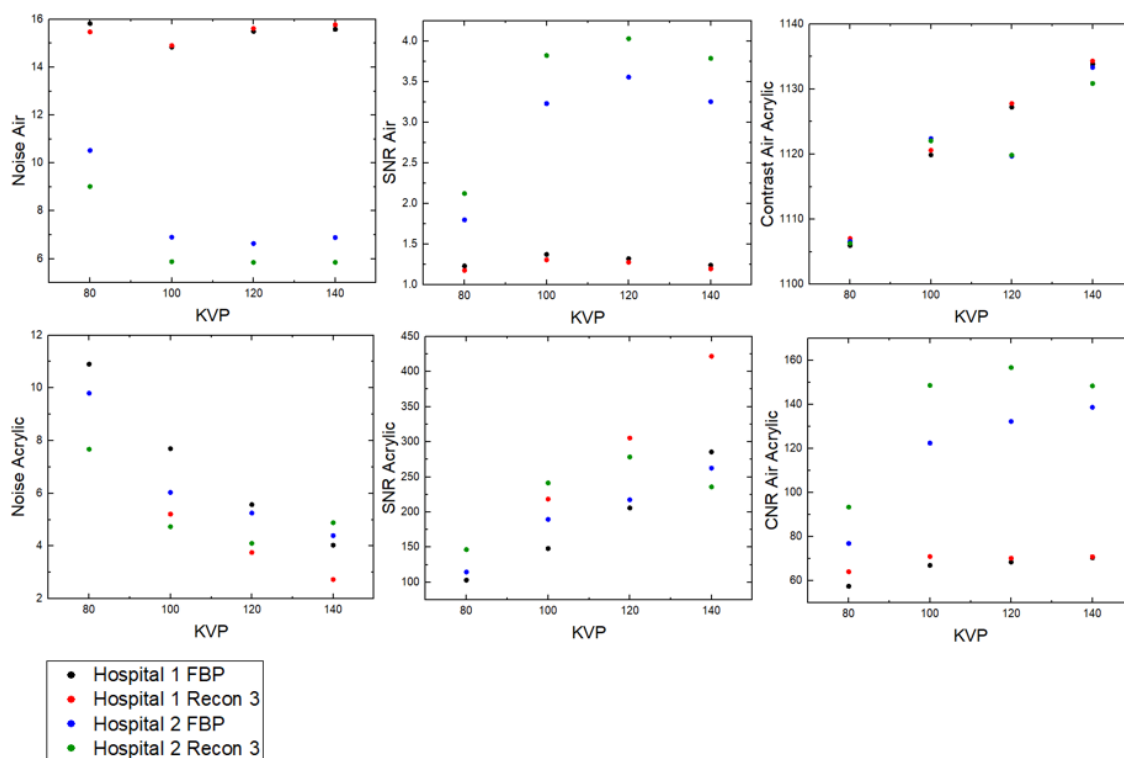 Noise Air
16
14
12
10
8
6
80 100 120 140
KVP
SNR Air
4.0
3.5
3.0
2.5
2.0
1.5
1.0
80 100 120 140
KVP
Contrast Air Acrylic
1140
1130
1120
1110
1100
80 100 120 140
KVP
Noise Acrylic
12
10
8
6
4
2
80 100 120 140
KVP
SNR Acrylic
450
400
350
300
250
200
150
100
80 100 120 140
KVP
CNR Air Acrylic
160
140
120
100
80
60
80 100 120 140
KVP
Hospital 1 FBP
Hospital 1 Recon 3
Hospital 2 FBP
Hospital 2 Recon 3